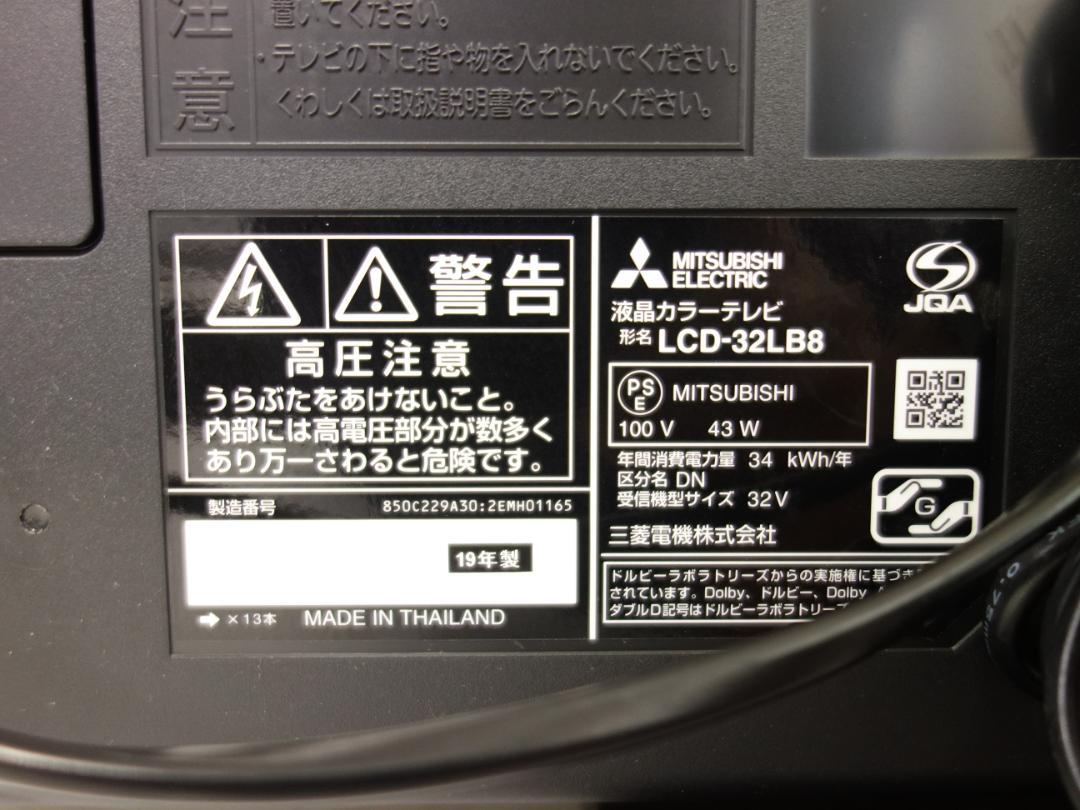 注意
置いてください。
・テレビの下に指や物を入れないでください。
くわしくは取扱説明書をごらんください。
警告
高圧注意
うらぶたをあけないこと。
内部には高電圧部分が数多く
あり万一さわると危険です。
製造番号 850C229A30:2EMH01165
19年製
×13本 MADE IN THAILAND
MITSUBISHI
ELECTRIC
JQA
液晶カラーテレビ
形名 LCD-32LB8
PS
E
MITSUBISHI
100 V 43 W
年間消費電力量 34 kWh/年
区分名 DN
受信機型サイズ 32V
G
三菱電機株式会社
ドルビーラボラトリーズからの実施権に基づき
されています。Dolby、ドルビー、Dolby
ダブルD記号はドルビーラボラトリーズ